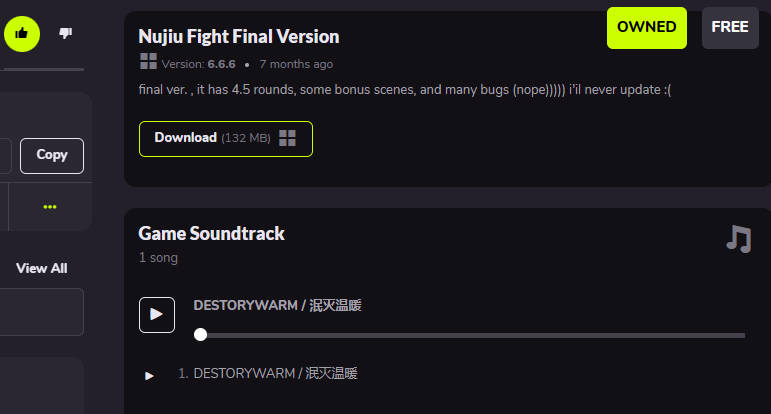 OWNED
FREE
Nujiu Fight Final Version
Version: 6.6.6 • 7 months ago
final ver. , it has 4.5 rounds, some bonus scenes, and many bugs (nope))))) i'il never update :(
Download (132 MB)
Copy
•••
View All
Game Soundtrack
1 song
DESTORYWARM / 泯灭温暖
1. DESTORYWARM / 泯灭温暖